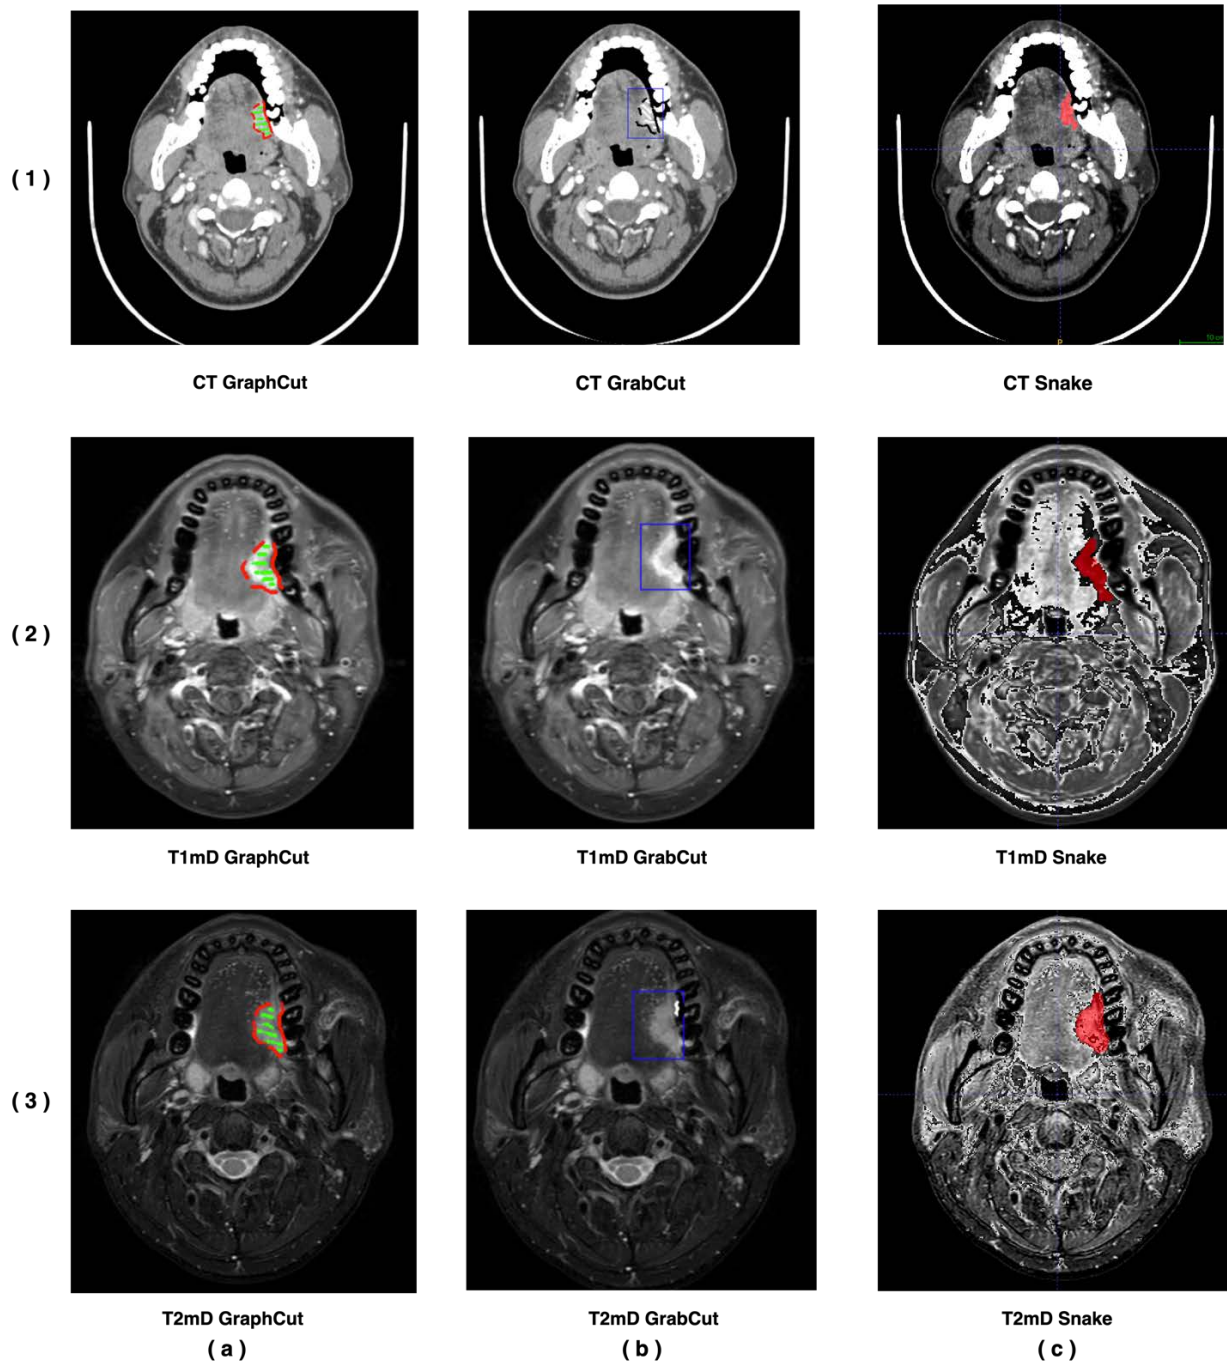 ( 1 )
P
CT GraphCut CT GrabCut CT Snake
( 2 )
T1mD GraphCut T1mD GrabCut T1mD Snake
( 3 )
T2mD GraphCut T2mD GrabCut T2mD Snake
( a ) ( b ) ( c )